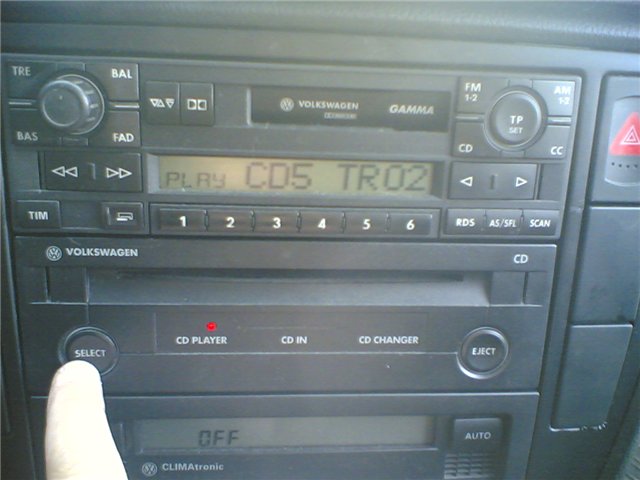 TRE BAL
VOLKSWAGEN GAMMA
FM 1-2 AM 1-2
TP SET
BAS FAD
CD CC
PLAY CD5 TR02
TIM 1 2 3 4 5 6 RDS AS/SFL SCAN
VOLKSWAGEN CD
CD PLAYER CD IN CD CHANGER
SELECT EJECT
OFF AUTO
CLIMAtronic